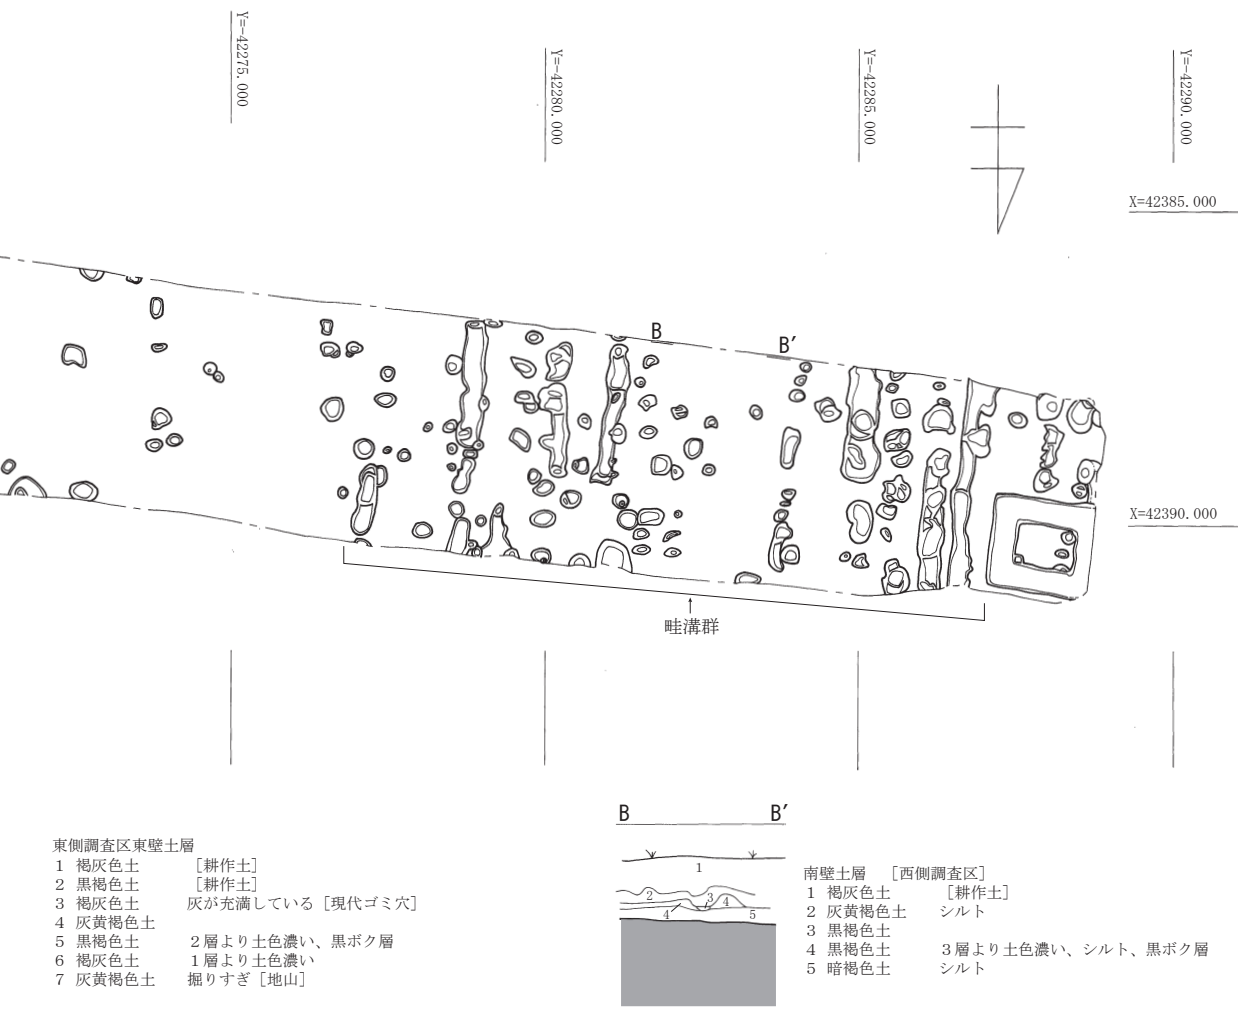 Y=-42275.000
Y=-42280.000
Y=-42285.000
Y=-42290.000
X=42385.000
B
B′
X=42390.000
畦溝群
B
B′
1
2
3
4
4
5
東側調査区東壁土層
1 褐灰色土 ［耕作土］
2 黒褐色土 ［耕作土］
3 褐灰色土 灰が充満している［現代ゴミ穴］
4 灰黄褐色土
5 黒褐色土 2層より土色濃い、黒ボク層
6 褐灰色土 1層より土色濃い
7 灰黄褐色土 掘りすぎ［地山］
南壁土層 ［西側調査区］
1 褐灰色土 ［耕作土］
2 灰黄褐色土 シルト
3 黒褐色土
4 黒褐色土 3層より土色濃い、シルト、黒ボク層
5 暗褐色土 シルト